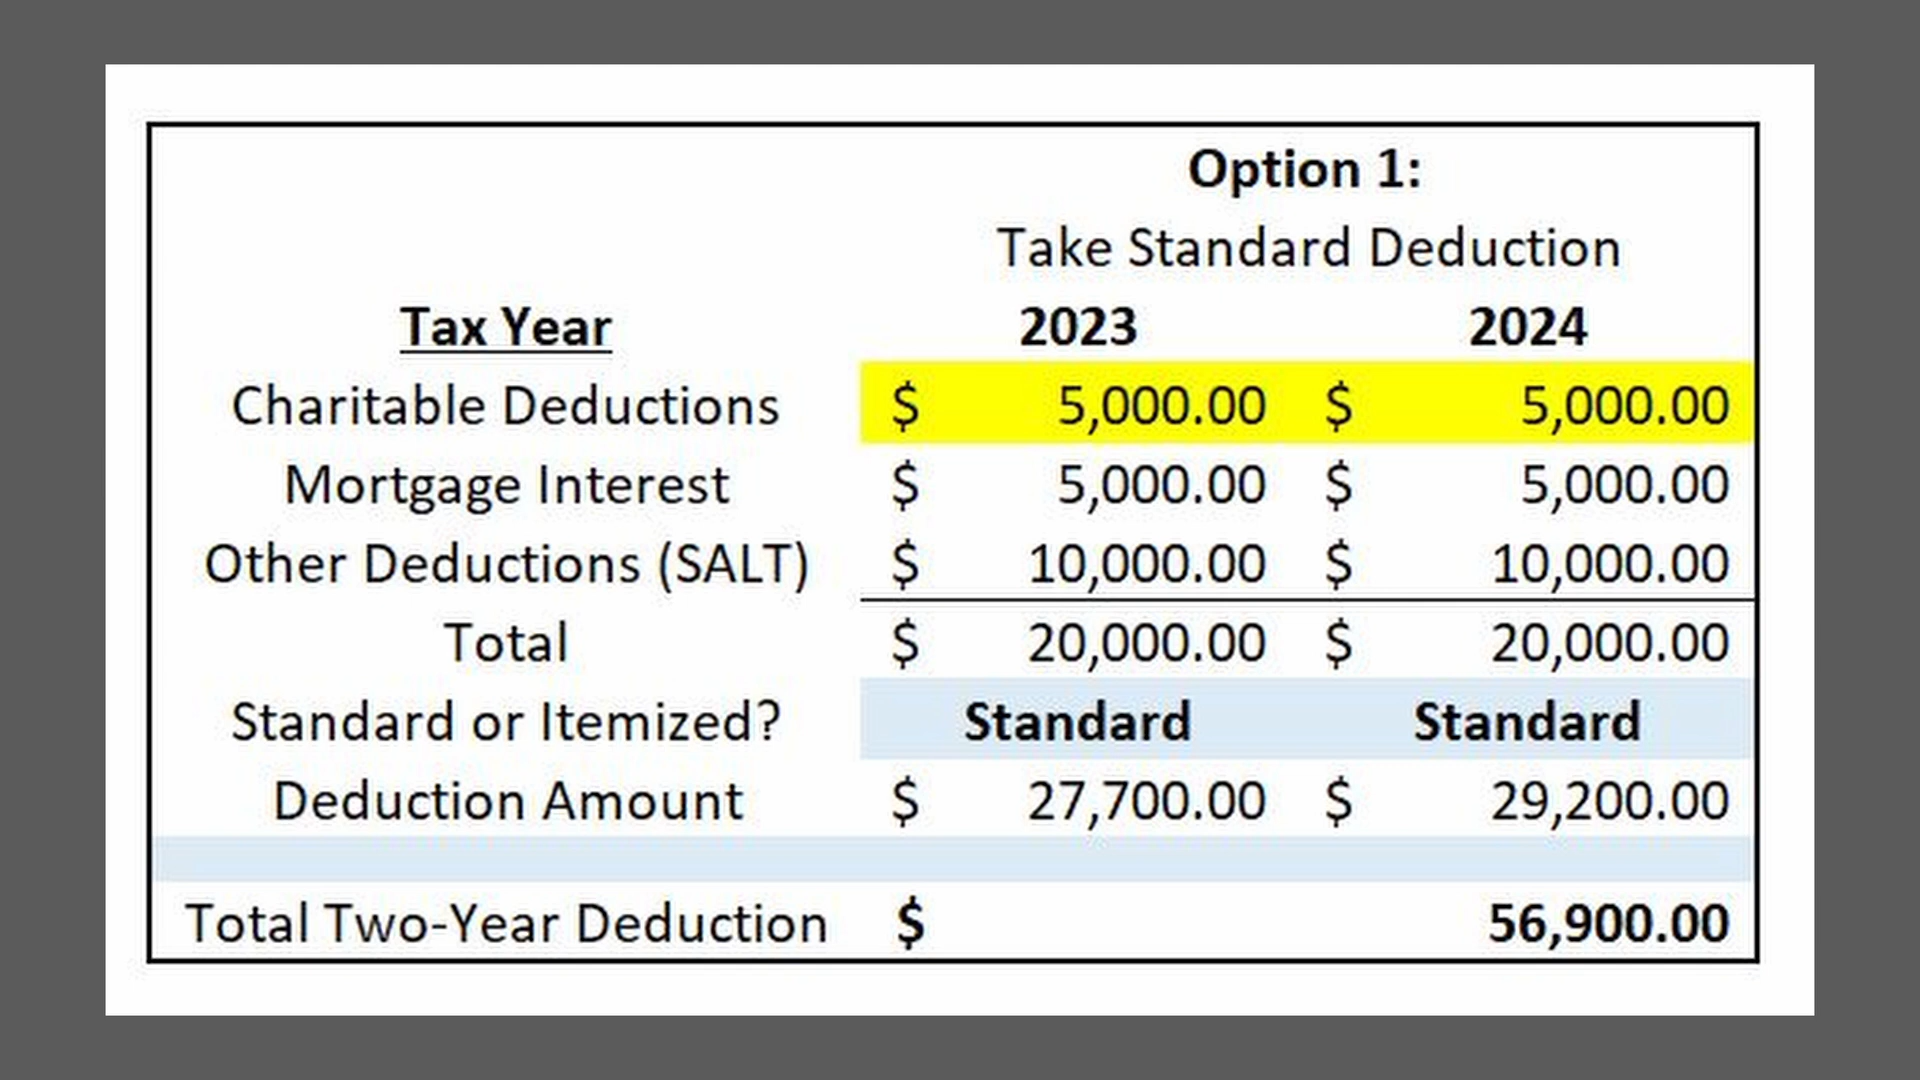 Option 1:
Take Standard Deduction
Tax Year 2023 2024
Charitable Deductions $ 5,000.00 $ 5,000.00
Mortgage Interest $ 5,000.00 $ 5,000.00
Other Deductions (SALT) $ 10,000.00 $ 10,000.00
Total $ 20,000.00 $ 20,000.00
Standard or Itemized? Standard Standard
Deduction Amount $ 27,700.00 $ 29,200.00
Total Two-Year Deduction $ 56,900.00